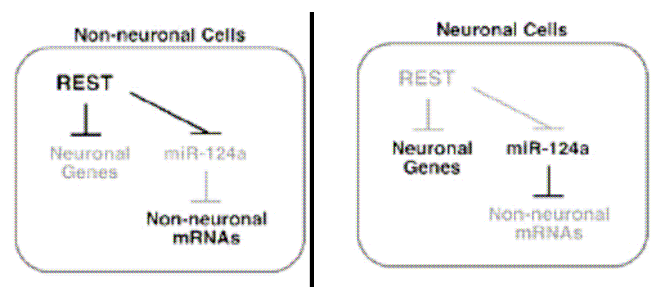 Non-neuronal Cells
REST
Neuronal
Genes
miR-124a
Non-neuronal
mRNAs
Neuronal Cells
REST
Neuronal
Genes
miR-124a
Non-neuronal
mRNAs